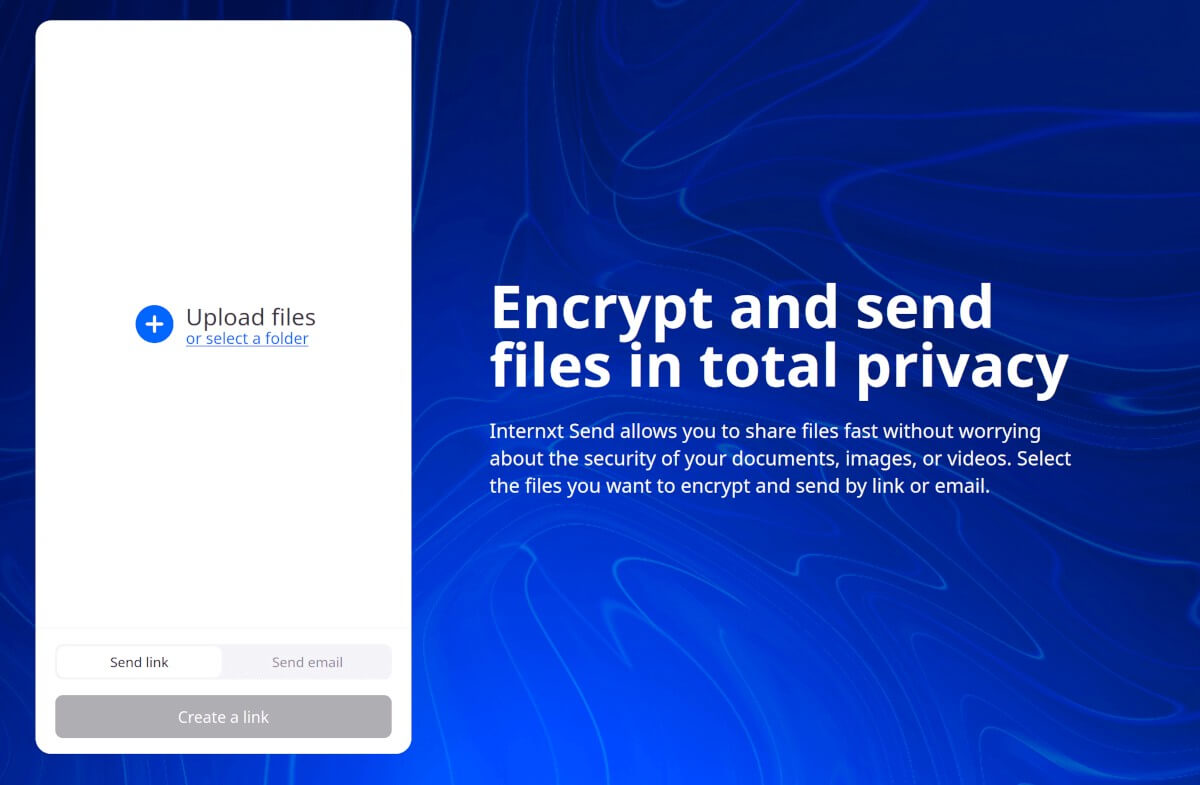 Upload files
or select a folder
Send link
Send email
Create a link
Encrypt and send
files in total privacy
Internxt Send allows you to share files fast without worrying
about the security of your documents, images, or videos. Select
the files you want to encrypt and send by link or email.